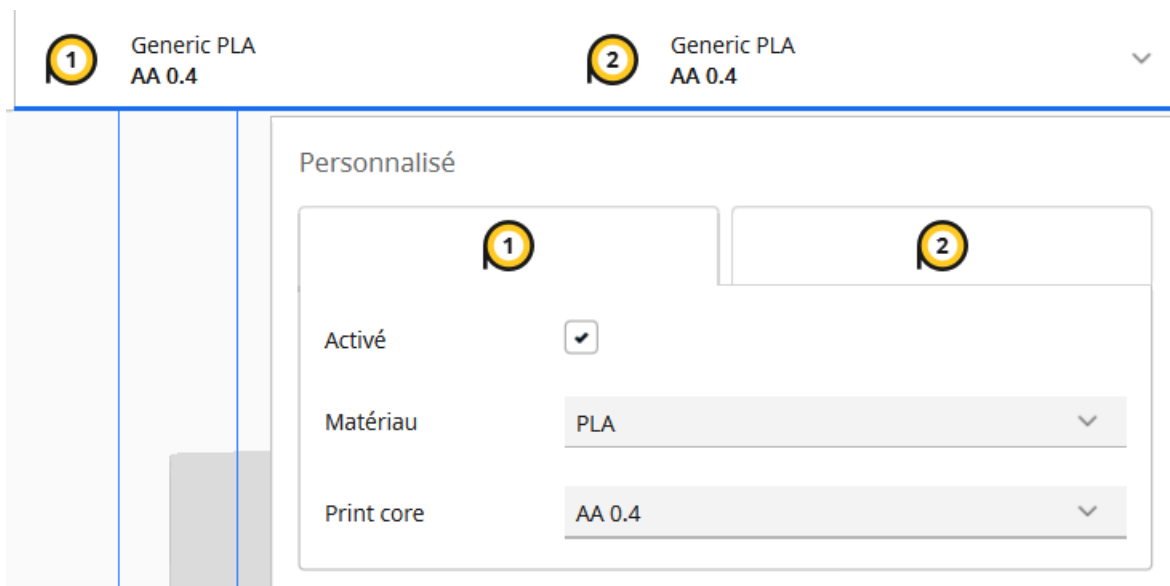 1 Generic PLA 2 Generic PLA
AA 0.4 AA 0.4
Personnalisé
1 2
Activé
Matériau PLA
Print core AA 0.4